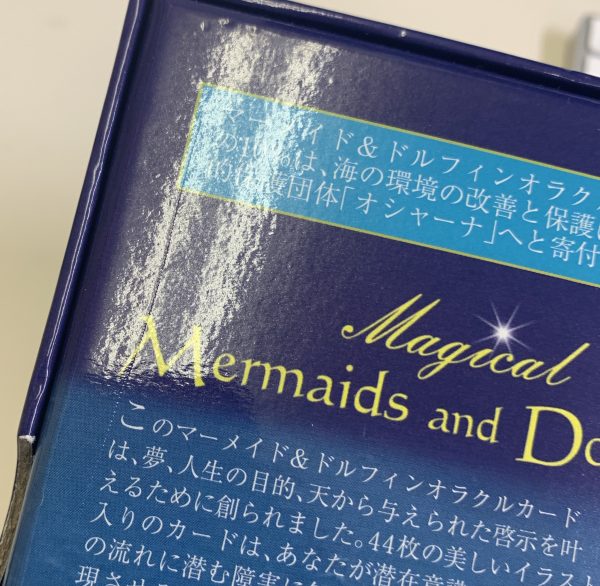 マーメイド&ドルフィンオラクル
は、海の環境の改善と保護に
団体「オシャーナ」へと寄付
Magical
Mermaids and Do
このマーメイド&ドルフィンオラクルカード
は、夢、人生の目的、天から与えられた啓示を叶
えるために創られました。44枚の美しいイラスト
入りのカードは、あなたが潜在意
の流れに潜む障害に
現させる